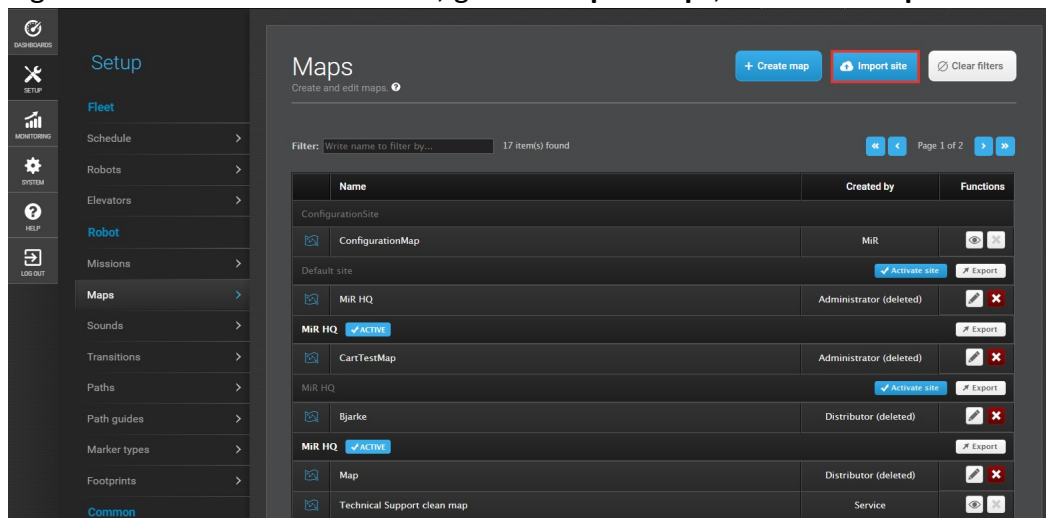 DASHBOARDS
SETUP
MONITORING
SYSTEM
HELP
LOG OUT
Setup
Fleet
Schedule
Robots
Elevators
Robot
Missions
Maps
Sounds
Transitions
Paths
Path guides
Marker types
Footprints
Common
Maps
Create and edit maps. ?
+ Create map
Import site
Clear filters
Filter: Write name to filter by... 17 item(s) found
« ‹ Page 1 of 2 › »
Name Created by Functions
ConfigurationSite
ConfigurationMap MiR
Default site Activate site Export
MiR HQ Administrator (deleted)
MiR HQ ACTIVE Export
CartTestMap Administrator (deleted)
MiR HQ Activate site Export
Bjarke Distributor (deleted)
MiR HQ ACTIVE Export
Map Distributor (deleted)
Technical Support clean map Service